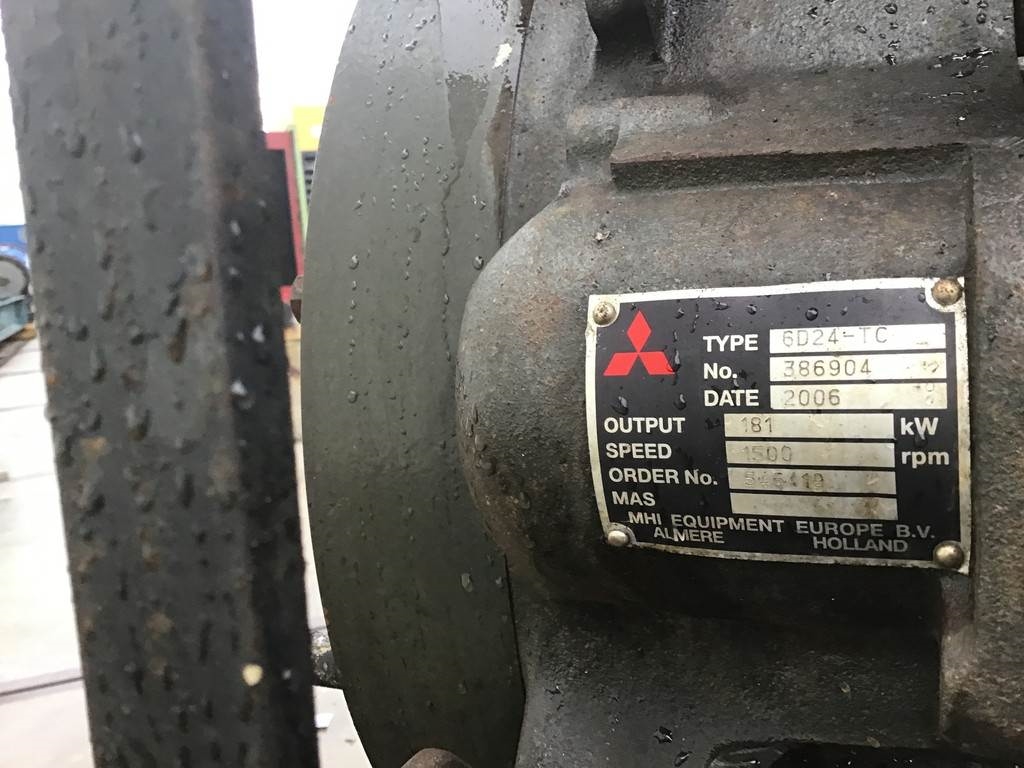 TYPE 6D24-TC
No. 386904
DATE 2006
OUTPUT 181 kW
SPEED 1500 rpm
ORDER No.
MAS
MHI EQUIPMENT EUROPE B.V.
ALMERE HOLLAND